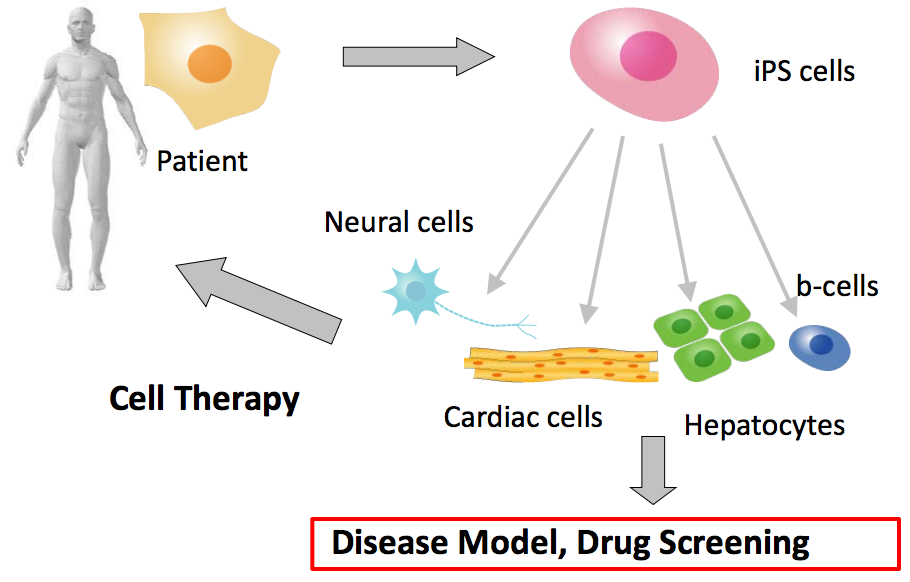 iPS cells
Patient
Neural cells
b-cells
Cell Therapy
Cardiac cells
Hepatocytes
Disease Model, Drug Screening